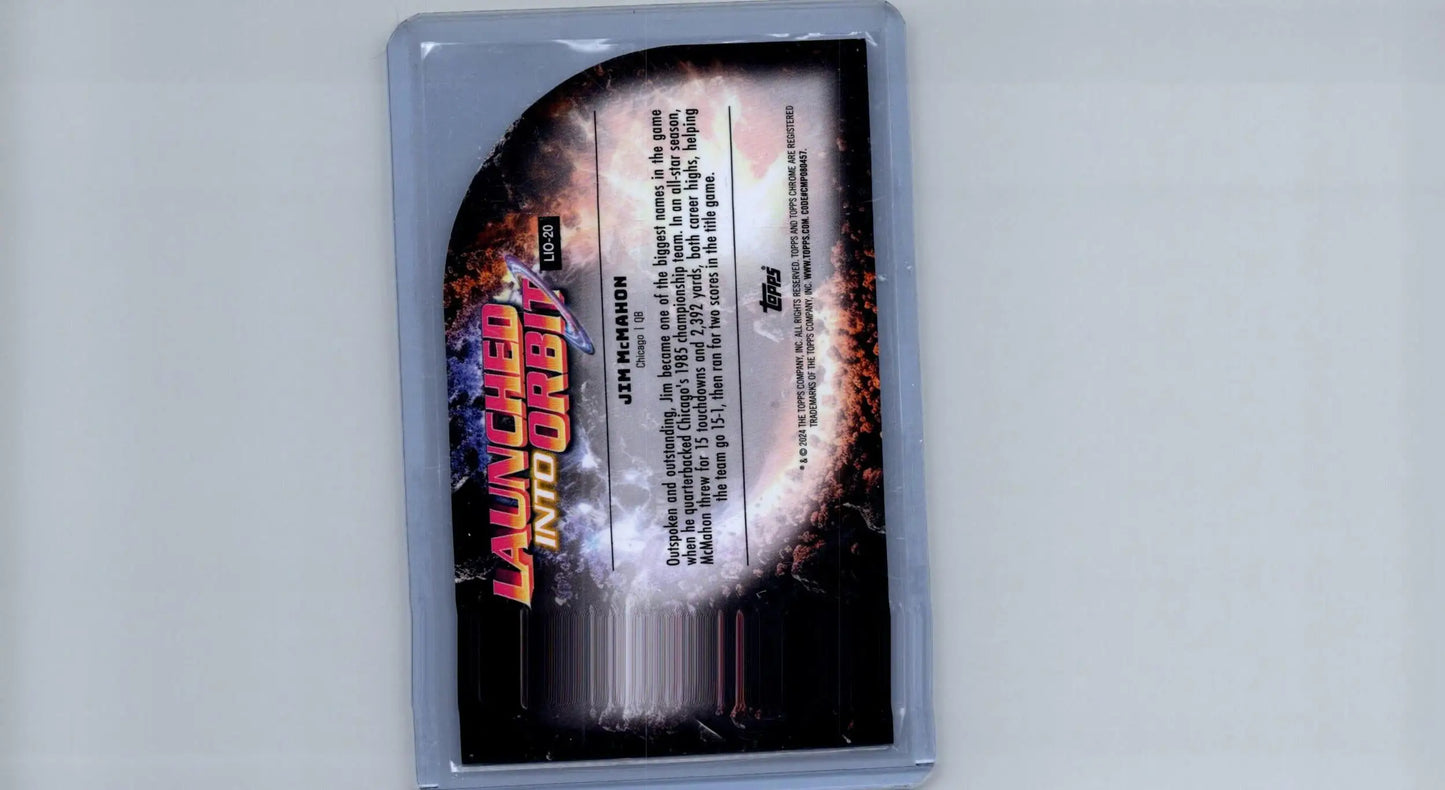 LAUNCHED
INTO ORBIT
LIO-20
JIM McMAHON
Chicago | QB
Outspoken and outstanding, Jim became one of the biggest names in the game
when he quarterbacked Chicago's 1985 championship team. In an all-star season,
McMahon threw for 15 touchdowns and 2,392 yards, both career highs, helping
the team go 15-1, then ran for two scores in the title game.
topps®
® & © 2024 THE TOPPS COMPANY, INC. ALL RIGHTS RESERVED. TOPPS AND TOPPS CHROME ARE REGISTERED
TRADEMARKS OF THE TOPPS COMPANY, INC. WWW.TOPPS.COM. CODE#CMP080457.